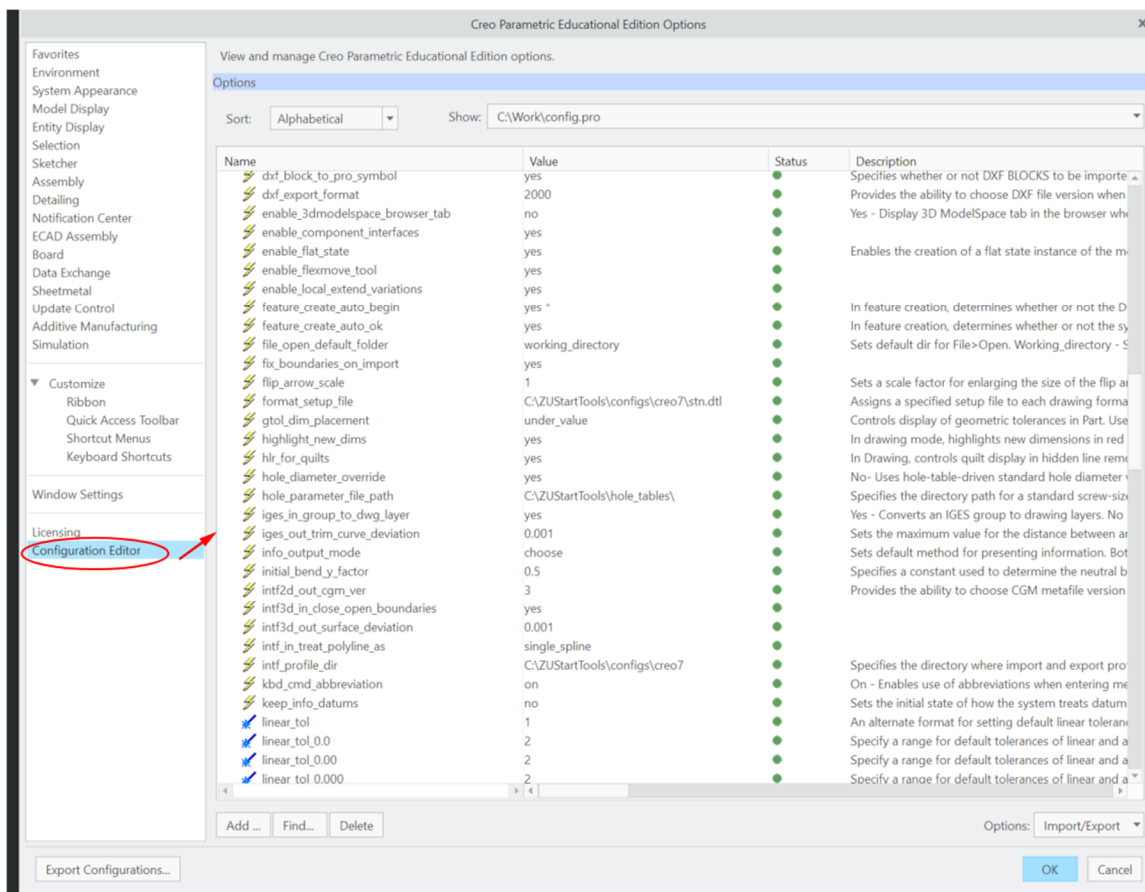 Creo Parametric Educational Edition Options
Favorites
Environment
System Appearance
Model Display
Entity Display
Selection
Sketcher
Assembly
Detailing
Notification Center
ECAD Assembly
Board
Data Exchange
Sheetmetal
Update Control
Additive Manufacturing
Simulation
Customize
Ribbon
Quick Access Toolbar
Shortcut Menus
Keyboard Shortcuts
Window Settings
Licensing
Configuration Editor
View and manage Creo Parametric Educational Edition options.
Options
Sort: Alphabetical Show: C:\Work\config.pro
Name Value Status Description
dxf_block_to_pro_symbol yes Specifies whether or not DXF BLOCKS to be importe
dxf_export_format 2000 Provides the ability to choose DXF file version when
enable_3dmodelspace_browser_tab no Yes - Display 3D ModelSpace tab in the browser whe
enable_component_interfaces yes
enable_flat_state yes Enables the creation of a flat state instance of the m
enable_flexmove_tool yes
enable_local_extend_variations yes
feature_create_auto_begin yes * In feature creation, determines whether or not the D
feature_create_auto_ok yes In feature creation, determines whether or not the sy
file_open_default_folder working_directory Sets default dir for File>Open. Working_directory - S
fix_boundaries_on_import yes
flip_arrow_scale 1 Sets a scale factor for enlarging the size of the flip ar
format_setup_file C:\ZUStartTools\configs\creo7\stn.dtl Assigns a specified setup file to each drawing forma
gtol_dim_placement under_value Controls display of geometric tolerances in Part. Use
highlight_new_dims yes In drawing mode, highlights new dimensions in red
hlr_for_quilts yes In Drawing, controls quilt display in hidden line remo
hole_diameter_override yes No- Uses hole-table-driven standard hole diameter
hole_parameter_file_path C:\ZUStartTools\hole_tables\ Specifies the directory path for a standard screw-size
iges_in_group_to_dwg_layer yes Yes - Converts an IGES group to drawing layers. No
iges_out_trim_curve_deviation 0.001 Sets the maximum value for the distance between ar
info_output_mode choose Sets default method for presenting information. Bot
initial_bend_y_factor 0.5 Specifies a constant used to determine the neutral b
intf2d_out_cgm_ver 3 Provides the ability to choose CGM metafile version
intf3d_in_close_open_boundaries yes
intf3d_out_surface_deviation 0.001
intf_in_treat_polyline_as single_spline
intf_profile_dir C:\ZUStartTools\configs\creo7 Specifies the directory where import and export pro
kbd_cmd_abbreviation on On - Enables use of abbreviations when entering me
keep_info_datums no Sets the initial state of how the system treats datum
linear_tol 1 An alternate format for setting default linear toleranc
linear_tol_0.0 2 Specify a range for default tolerances of linear and a
linear_tol_0.00 2 Specify a range for default tolerances of linear and a
linear_tol_0.000 2 Specify a range for default tolerances of linear and a
Add ... Find... Delete Options: Import/Export
Export Configurations... OK Cancel